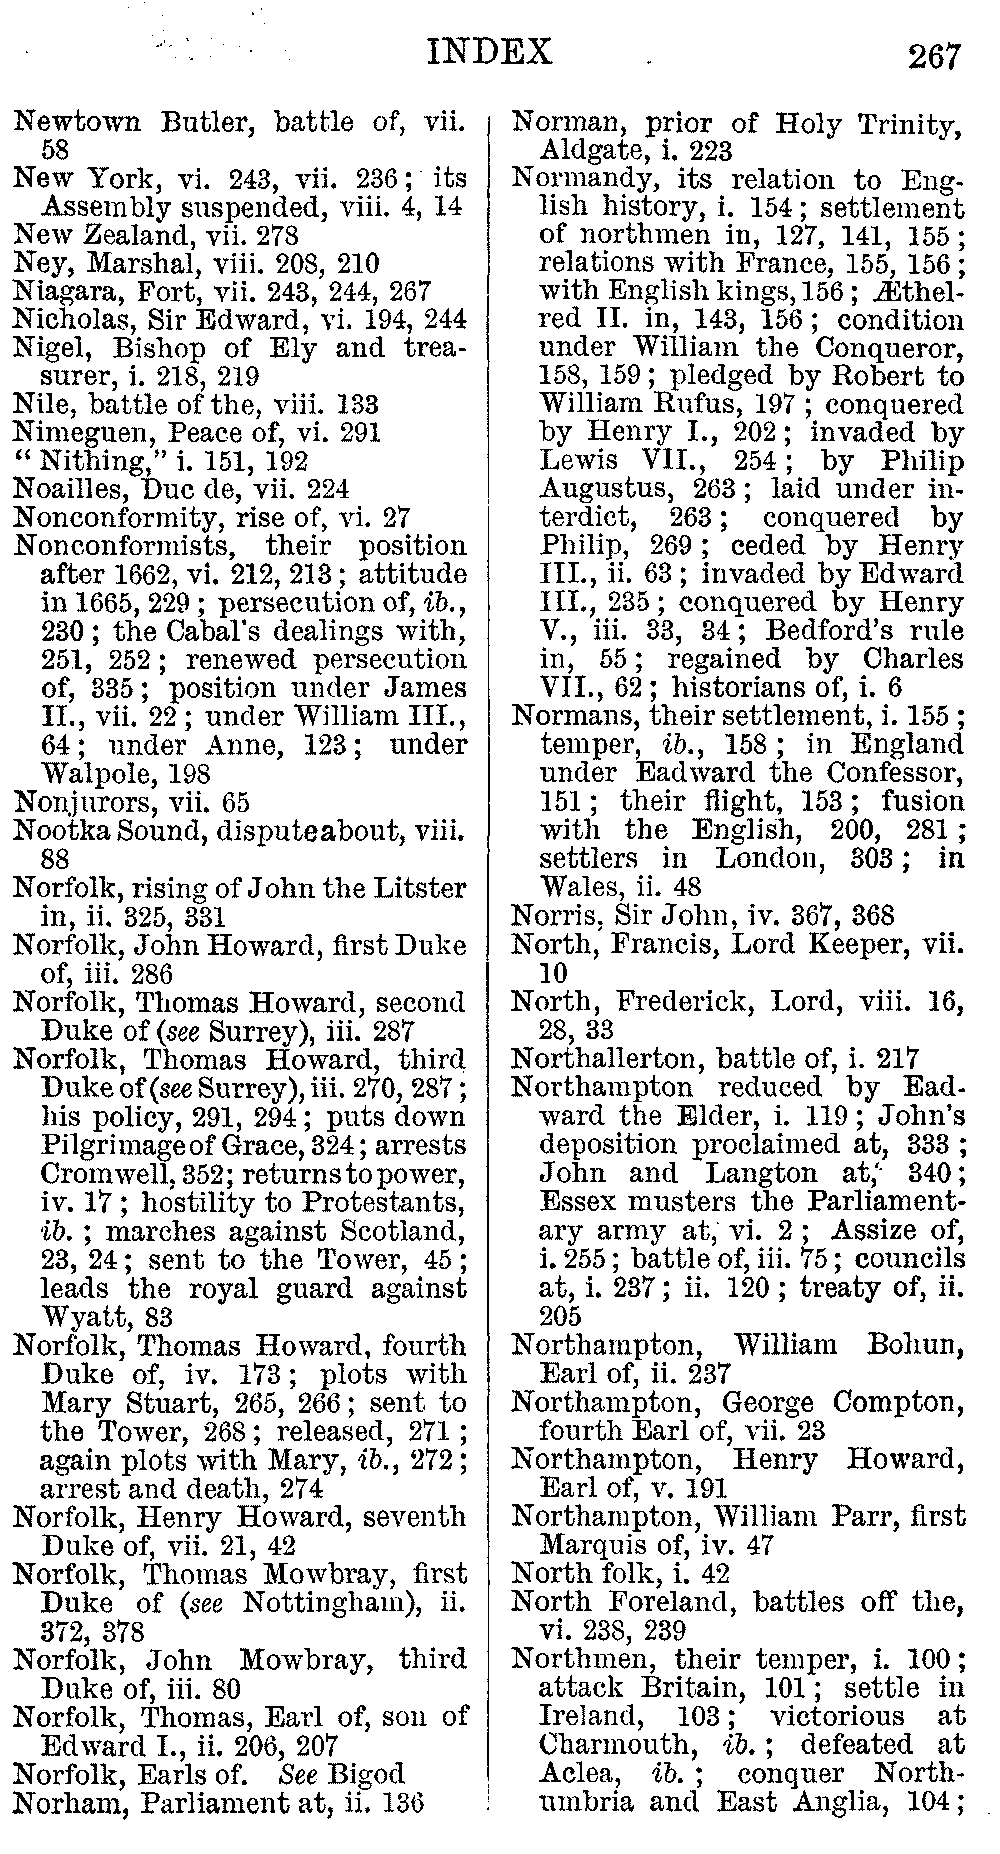 INDEX 267
Newtown Butler, battle of, vii.
58
New York, vi. 243, vii. 236; its
Assembly suspended, viii. 4, 14
New Zealand, vii. 278
Ney, Marshal, viii. 208, 210
Niagara, Fort, vii. 243, 244, 267
Nicholas, Sir Edward, vi. 194, 244
Nigel, Bishop of Ely and trea-
surer, i. 218, 219
Nile, battle of the, viii. 133
Nimeguen, Peace of, vi. 291
“Nithing,” i. 151, 192
Noailles, Duc de, vii. 224
Nonconformity, rise of, vi. 27
Nonconformists, their position
after 1662, vi. 212, 213; attitude
in 1665, 229; persecution of, ib.,
230; the Cabal's dealings with,
251, 252; renewed persecution
of, 335; position under James
II., vii. 22; under William III.,
64; under Anne, 123; under
Walpole, 198
Nonjurors, vii. 65
Nootka Sound, dispute about, viii.
88
Norfolk, rising of John the Litster
in, ii. 325, 331
Norfolk, John Howard, first Duke
of, iii. 286
Norfolk, Thomas Howard, second
Duke of (see Surrey), iii. 287
Norfolk, Thomas Howard, third
Duke of (see Surrey), iii. 270, 287;
his policy, 291, 294; puts down
Pilgrimage of Grace, 324; arrests
Cromwell, 352; returns to power,
iv. 17; hostility to Protestants,
ib.; marches against Scotland,
23, 24; sent to the Tower, 45;
leads the royal guard against
Wyatt, 83
Norfolk, Thomas Howard, fourth
Duke of, iv. 173; plots with
Mary Stuart, 265, 266; sent to
the Tower, 268; released, 271;
again plots with Mary, ib., 272;
arrest and death, 274
Norfolk, Henry Howard, seventh
Duke of, vii. 21, 42
Norfolk, Thomas Mowbray, first
Duke of (see Nottingham), ii.
372, 378
Norfolk, John Mowbray, third
Duke of, iii. 80
Norfolk, Thomas, Earl of, son of
Edward I., ii. 206, 207
Norfolk, Earls of. See Bigod
Norham, Parliament at, ii. 136
Norman, prior of Holy Trinity,
Aldgate, i. 223
Normandy, its relation to Eng-
lish history, i. 154; settlement
of northmen in, 127, 141, 155;
relations with France, 155, 156;
with English kings, 156; Æthel-
red II. in, 143, 156; condition
under William the Conqueror,
158, 159; pledged by Robert to
William Rufus, 197; conquered
by Henry I., 202; invaded by
Lewis VII., 254; by Philip
Augustus, 263; laid under in-
terdict, 263; conquered by
Philip, 269; ceded by Henry
III., ii. 63; invaded by Edward
III., 235; conquered by Henry
V., iii. 33, 34; Bedford's rule
in, 55; regained by Charles
VII., 62; historians of, i. 6
Normans, their settlement, i. 155;
temper, ib., 158; in England
under Eadward the Confessor,
151; their flight, 153; fusion
with the English, 200, 281;
settlers in London, 303; in
Wales, ii. 48
Norris, Sir John, iv. 367, 368
North, Francis, Lord Keeper, vii.
10
North, Frederick, Lord, viii. 16,
28, 33
Northallerton, battle of, i. 217
Northampton reduced by Ead-
ward the Elder, i. 119; John's
deposition proclaimed at, 333;
John and Langton at, 340;
Essex musters the Parliament-
ary army at, vi. 2; Assize of,
i. 255; battle of, iii. 75; councils
at, i. 237; ii. 120; treaty of, ii.
205
Northampton, William Bohun,
Earl of, ii. 237
Northampton, George Compton,
fourth Earl of, vii. 23
Northampton, Henry Howard,
Earl of, v. 191
Northampton, William Parr, first
Marquis of, iv. 47
North folk, i. 42
North Foreland, battles off the,
vi. 238, 239
Northmen, their temper, i. 100;
attack Britain, 101; settle in
Ireland, 103; victorious at
Charmouth, ib.; defeated at
Aclea, ib.; conquer North-
umbria and East Anglia, 104;